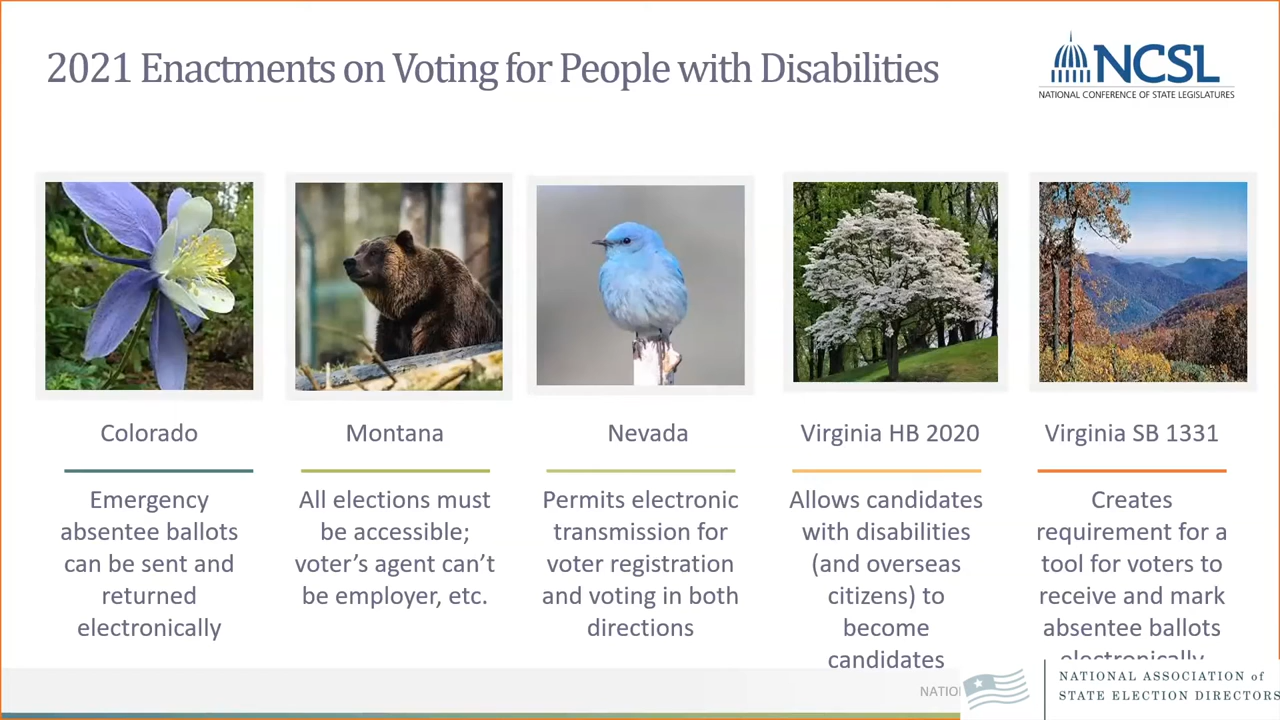 2021 Enactments on Voting for People with Disabilities
NCSL
NATIONAL CONFERENCE OF STATE LEGISLATURES
Colorado
Emergency
absentee ballots
can be sent and
returned
electronically
Montana
All elections must
be accessible;
voter's agent can't
be employer, etc.
Nevada
Permits electronic
transmission for
voter registration
and voting in both
directions
Virginia HB 2020
Allows candidates
with disabilities
(and overseas
citizens) to
become
candidates
Virginia SB 1331
Creates
requirement for a
tool for voters to
receive and mark
absentee ballots
electronically
NATIONAL ASSOCIATION of
STATE ELECTION DIRECTORS